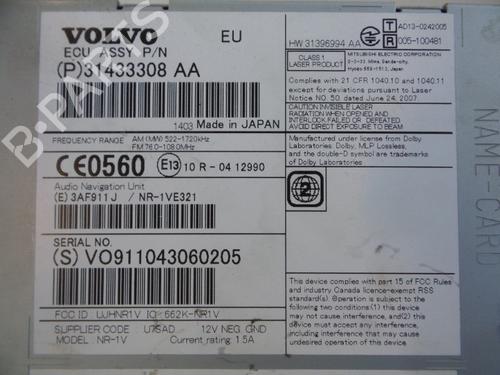 VOLVO
EU
ECU ASSY P/N
(P)31433308 AA
1403 Made in JAPAN
FREQUENCY RANGE
AM (MW) 522-1720kHz
FM 76.0-108.0MHz
CE0560 E13 10 R - 04 12990
Audio Navigation Unit
(E) 3AF911J / NR-1VE321
SERIAL NO.
(S) VO911043060205
FCC ID : UJHNR1V IC : 662K-NR1V
SUPPLIER CODE U7SAD 12V NEG GND
MODEL : NR-1V Current rating : 15A
HW 31396994 AA
T
R
A
TA
AD13-0242005
005-100481
CLASS 1
LASER PRODUCT
MITSUBISHI ELECTRIC CORPORATION
Complies with 21 CFR 1040.10 and 1040.11
except for deviations pursuant to Laser
Notice NO. 50, dated June 24, 2007
CAUTION INVISIBLE LASER
RADIATION WHEN OPENED AND
INTERLOCK FAILED OR DEFEATED
AVOID DIRECT EXPOSURE TO BEAM
Manufactured under license from Dolby
Laboratories. Dolby, MLP Lossless,
and the double-D symbol are trademarks
of Dolby Laboratories.
2
This device complies with part 15 of FCC Rules
and Industry Canada licence-exempt RSS
standard(s). Operation is subject to the
following two conditions: (1) this device
may not cause interference, and (2) this device
must accept any interference, including
interference that may cause undesired
operation of the device.
NAME-CARD
B-PARTS